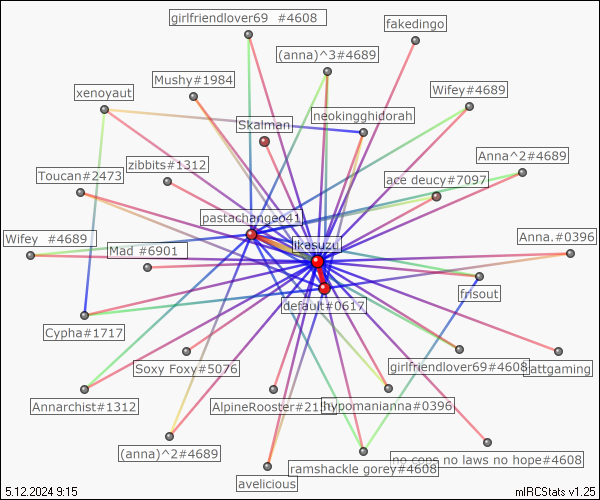 girlfriendlover69 #4608
fakedingo
(anna)^3#4689
Mushy#1984
xenoyaut
Wifey#4689
neokingghidorah
Skalman
Anna^2#4689
zibbits#1312
Toucan#2473
ace deucy#7097
pastachangeo41
Wifey #4689
likesuzu
Anna.#0396
Mad #6901
frisout
default#0617
Cypha#1717
Soxy Foxy#5076
girlfriendlover69#4608
attgaming
Annarchist#1312
hypomanianna#0396
(anna)^2#4689
no cops no laws no hope#4608
ramshackle gorey#4608
avelicious
5.12.2024 9:15
mIRCStats v1.25